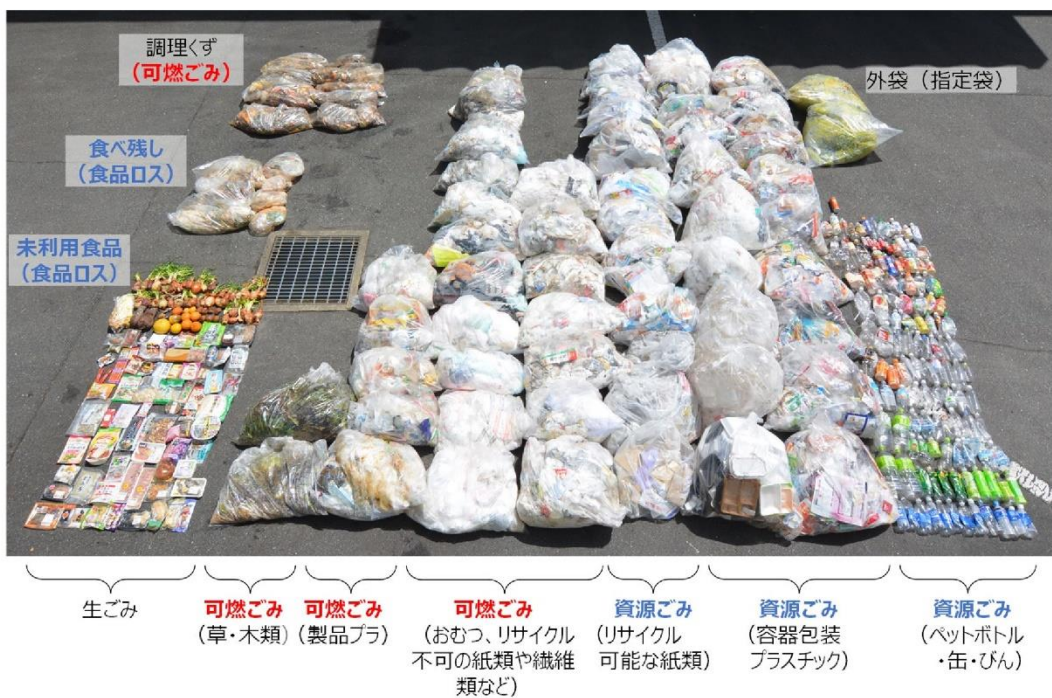 調理くず
(可燃ごみ)
外袋（指定袋）
食べ残し
(食品ロス)
未利用食品
(食品ロス)
生ごみ
可燃ごみ
(草・木類)
可燃ごみ
(製品プラ)
可燃ごみ
(おむつ、リサイクル
不可の紙類や繊維
類など)
資源ごみ
(リサイクル
可能な紙類)
資源ごみ
(容器包装
プラスチック)
資源ごみ
(ペットボトル
・缶・びん)